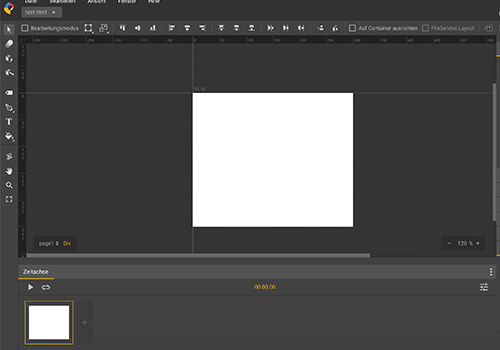 Datei Bearbeiten Ansicht Fenster Hilfe
test.html ×
Bearbeitungsmodus Auf Container ausrichten Fließendes Layout
page1 Div
− 120 % +
Zeitachse
00:00.00